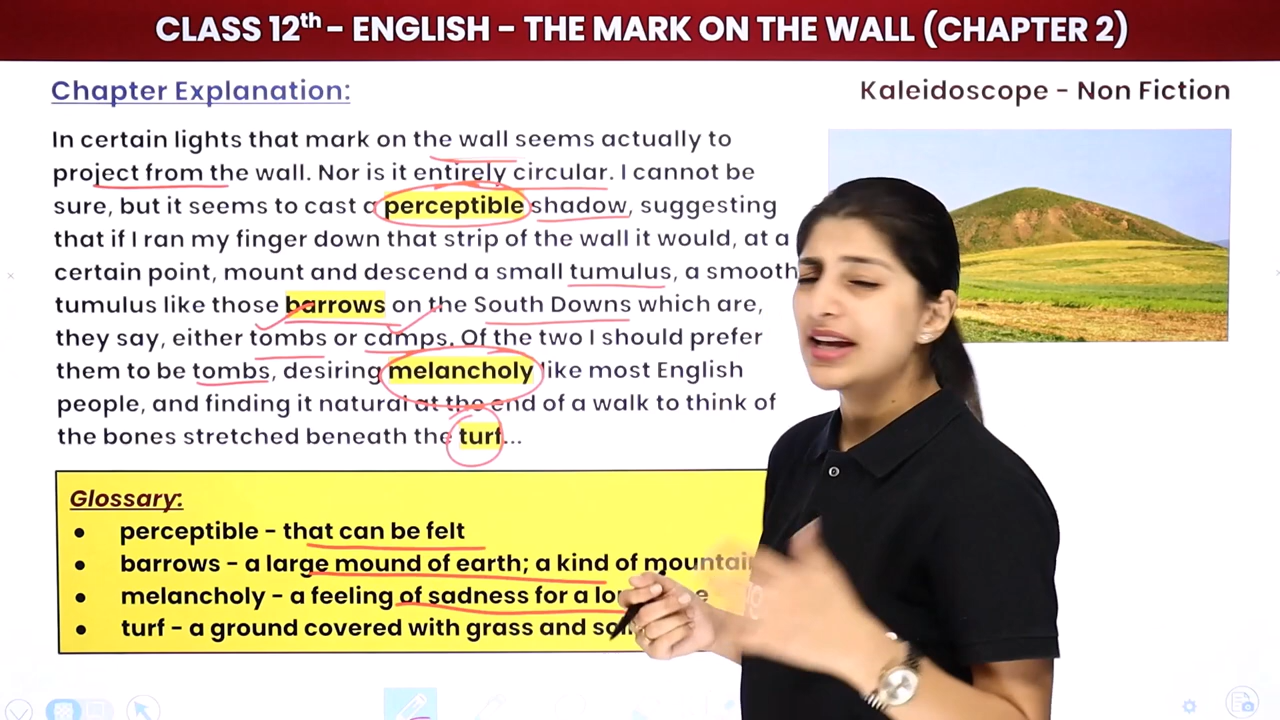 CLASS 12th - ENGLISH - THE MARK ON THE WALL (CHAPTER 2)
Chapter Explanation:
Kaleidoscope - Non Fiction
In certain lights that mark on the wall seems actually to
project from the wall. Nor is it entirely circular. I cannot be
sure, but it seems to cast a perceptible shadow, suggesting
that if I ran my finger down that strip of the wall it would, at a
certain point, mount and descend a small tumulus, a smooth
tumulus like those barrows on the South Downs which are,
they say, either tombs or camps. Of the two I should prefer
them to be tombs, desiring melancholy like most English
people, and finding it natural at the end of a walk to think of
the bones stretched beneath the turf...
Glossary:
• perceptible - that can be felt
• barrows - a large mound of earth; a kind of mountain
• melancholy - a feeling of sadness for a
• turf - a ground covered with grass and